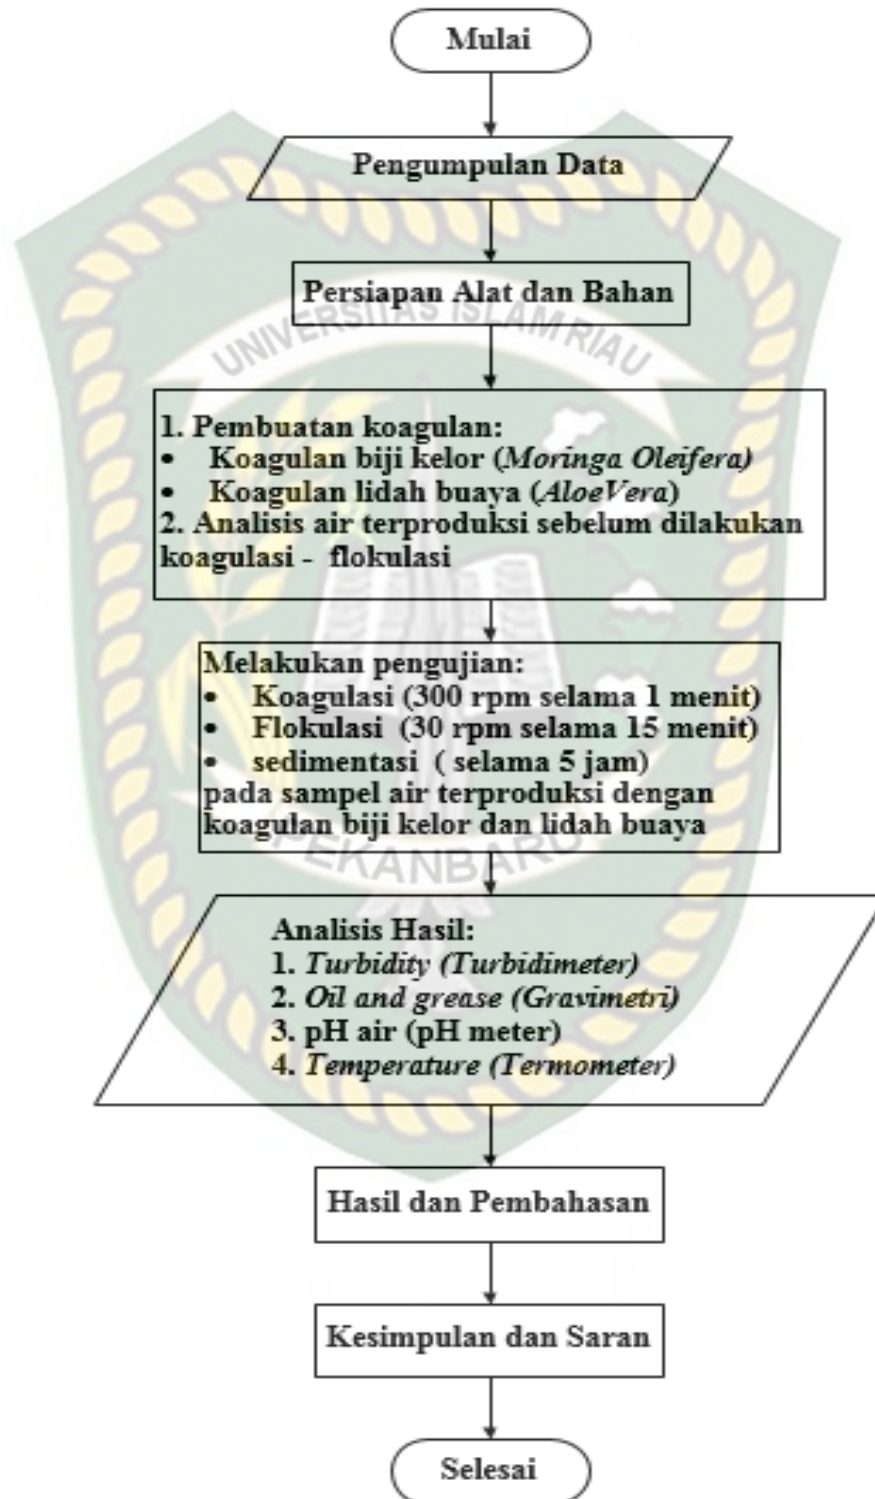 Mulai
Pengumpulan Data
Persiapan Alat dan Bahan
UNIVERSITAS ISLAM RIAU
1. Pembuatan koagulan:
• Koagulan biji kelor (Moringa Oleifera)
• Koagulan lidah buaya (AloeVera)
2. Analisis air terproduksi sebelum dilakukan
koagulasi - flokulasi
Melakukan pengujian:
• Koagulasi (300 rpm selama 1 menit)
• Flokulasi (30 rpm selama 15 menit)
• sedimentasi ( selama 5 jam)
pada sampel air terproduksi dengan
koagulan biji kelor dan lidah buaya
PEKANBARU
Analisis Hasil:
1. Turbidity (Turbidimeter)
2. Oil and grease (Gravimetri)
3. pH air (pH meter)
4. Temperature (Termometer)
Hasil dan Pembahasan
Kesimpulan dan Saran
Selesai